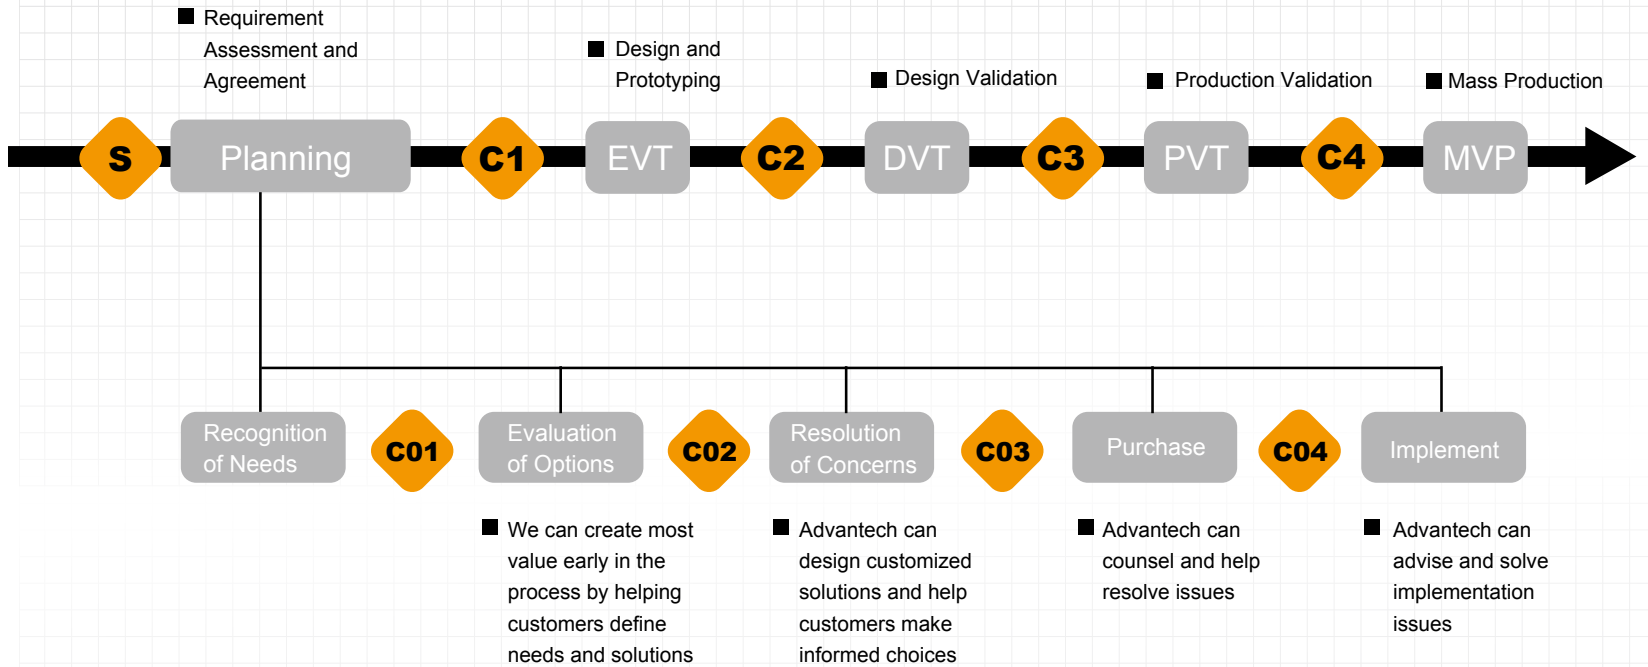 Requirement
Assessment and
Agreement
Design and
Prototyping
Design Validation
Production Validation
Mass Production
S
Planning
C1
EVT
C2
DVT
C3
PVT
C4
MVP
Recognition
of Needs
C01
Evaluation
of Options
C02
Resolution
of Concerns
C03
Purchase
C04
Implement
We can create most
value early in the
process by helping
customers define
needs and solutions
Advantech can
design customized
solutions and help
customers make
informed choices
Advantech can
counsel and help
resolve issues
Advantech can
advise and solve
implementation
issues